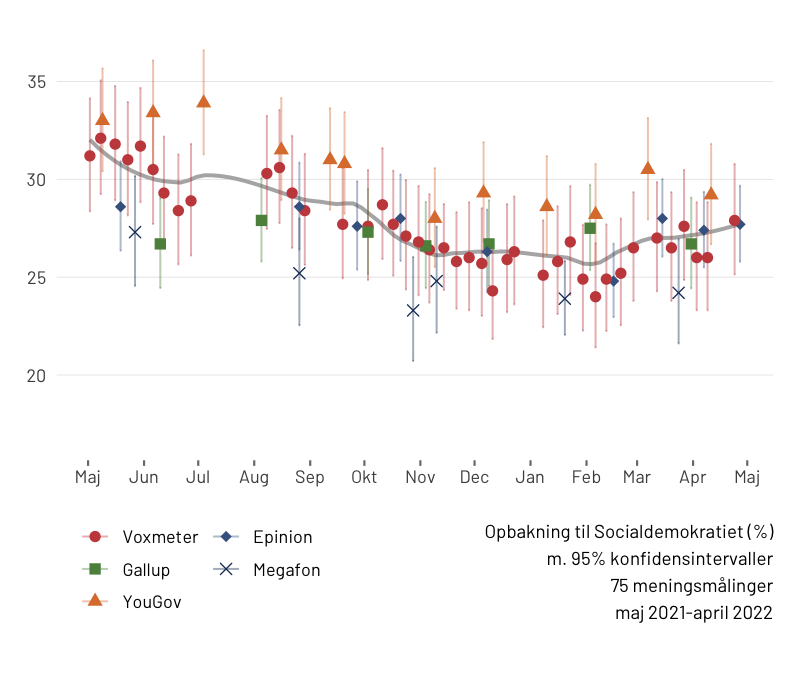 35
30
25
20
Maj Jun Jul Aug Sep Okt Nov Dec Jan Feb Mar Apr Maj
Voxmeter Epinion
Gallup Megafon
YouGov
Opbakning til Socialdemokratiet (%)
m. 95% konfidensintervaller
75 meningsmålinger
maj 2021-april 2022